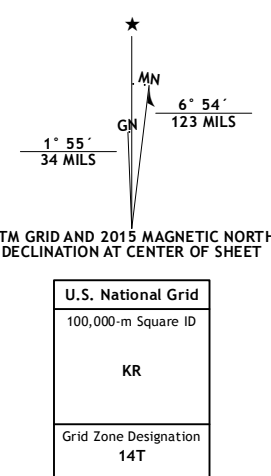 ★
MN
GN
6° 54´
123 MILS
1° 55´
34 MILS
TM GRID AND 2015 MAGNETIC NORTH
DECLINATION AT CENTER OF SHEET
U.S. National Grid
100,000-m Square ID
KR
Grid Zone Designation
14T